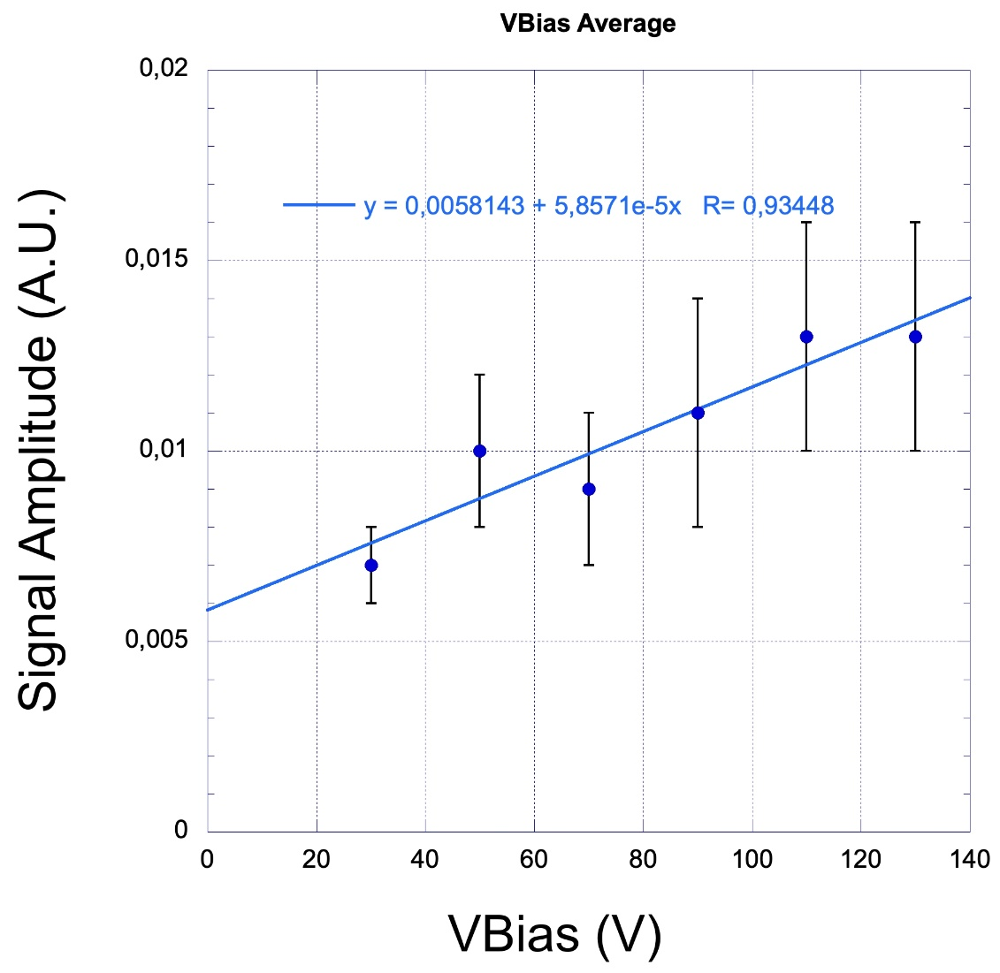 VBias Average
0,02
y = 0,0058143 + 5,8571e-5x R= 0,93448
0,015
Signal Amplitude (A.U.)
0,01
0,005
0
0 20 40 60 80 100 120 140
VBias (V)